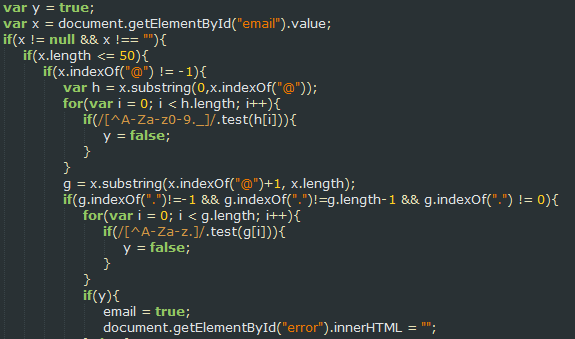 var y = true;
var x = document.getElementById("email").value;
if(x != null && x !== ""){
if(x.length <= 50){
if(x.indexOf("@") != -1){
var h = x.substring(0,x.indexOf("@"));
for(var i = 0; i < h.length; i++){
if(/[^A-Za-z0-9._]/.test(h[i])){
y = false;
}
}
g = x.substring(x.indexOf("@")+1, x.length);
if(g.indexOf(".")!=-1 && g.indexOf(".")!=g.length-1 && g.indexOf(".") != 0){
for(var i = 0; i < g.length; i++){
if(/[^A-Za-z.]/.test(g[i])){
y = false;
}
}
if(y){
email = true;
document.getElementById("error").innerHTML = "";